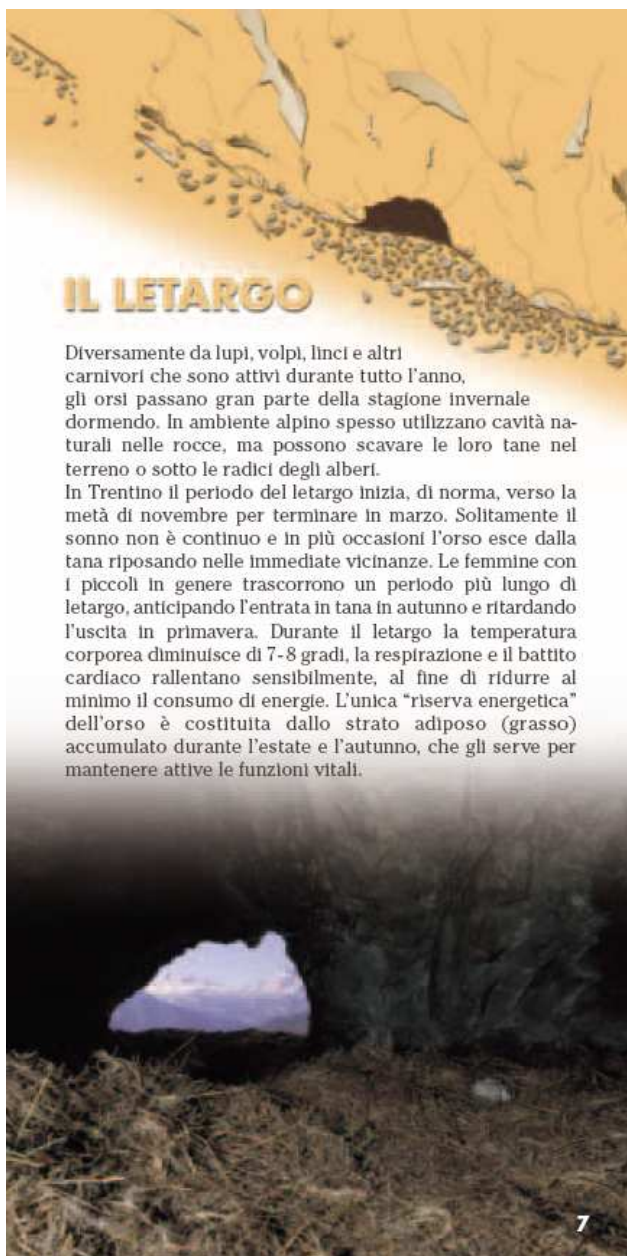 IL LETARGO
Diversamente da lupi, volpi, linci e altri
carnivori che sono attivi durante tutto l'anno,
gli orsi passano gran parte della stagione invernale
dormendo. In ambiente alpino spesso utilizzano cavità na-
turali nelle rocce, ma possono scavare le loro tane nel
terreno o sotto le radici degli alberi.
In Trentino il periodo del letargo inizia, di norma, verso la
metà di novembre per terminare in marzo. Solitamente il
sonno non è continuo e in più occasioni l'orso esce dalla
tana riposando nelle immediate vicinanze. Le femmine con
i piccoli in genere trascorrono un periodo più lungo di
letargo, anticipando l'entrata in tana in autunno e ritardando
l'uscita in primavera. Durante il letargo la temperatura
corporea diminuisce di 7-8 gradi, la respirazione e il battito
cardiaco rallentano sensibilmente, al fine di ridurre al
minimo il consumo di energie. L'unica "riserva energetica"
dell'orso è costituita dallo strato adiposo (grasso)
accumulato durante l'estate e l'autunno, che gli serve per
mantenere attive le funzioni vitali.
7